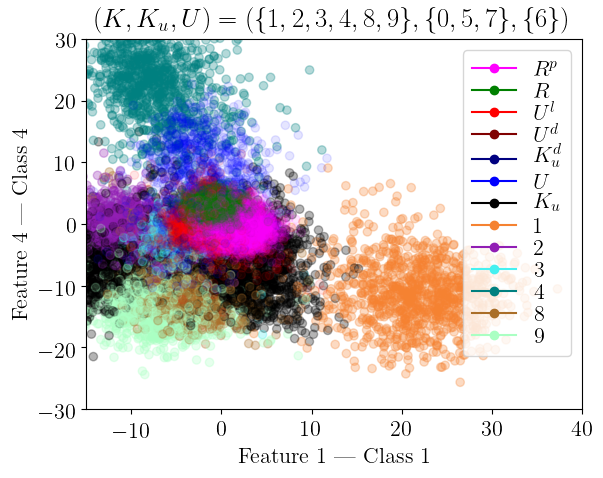 (K, K_u, U) = ({1, 2, 3, 4, 8, 9}, {0, 5, 7}, {6})
30
20
10
0
−10
−20
−30
Feature 4 — Class 4
R^p
R
U^l
U^d
K_u^d
U
K_u
1
2
3
4
8
9
−10
0
10
20
30
40
Feature 1 — Class 1